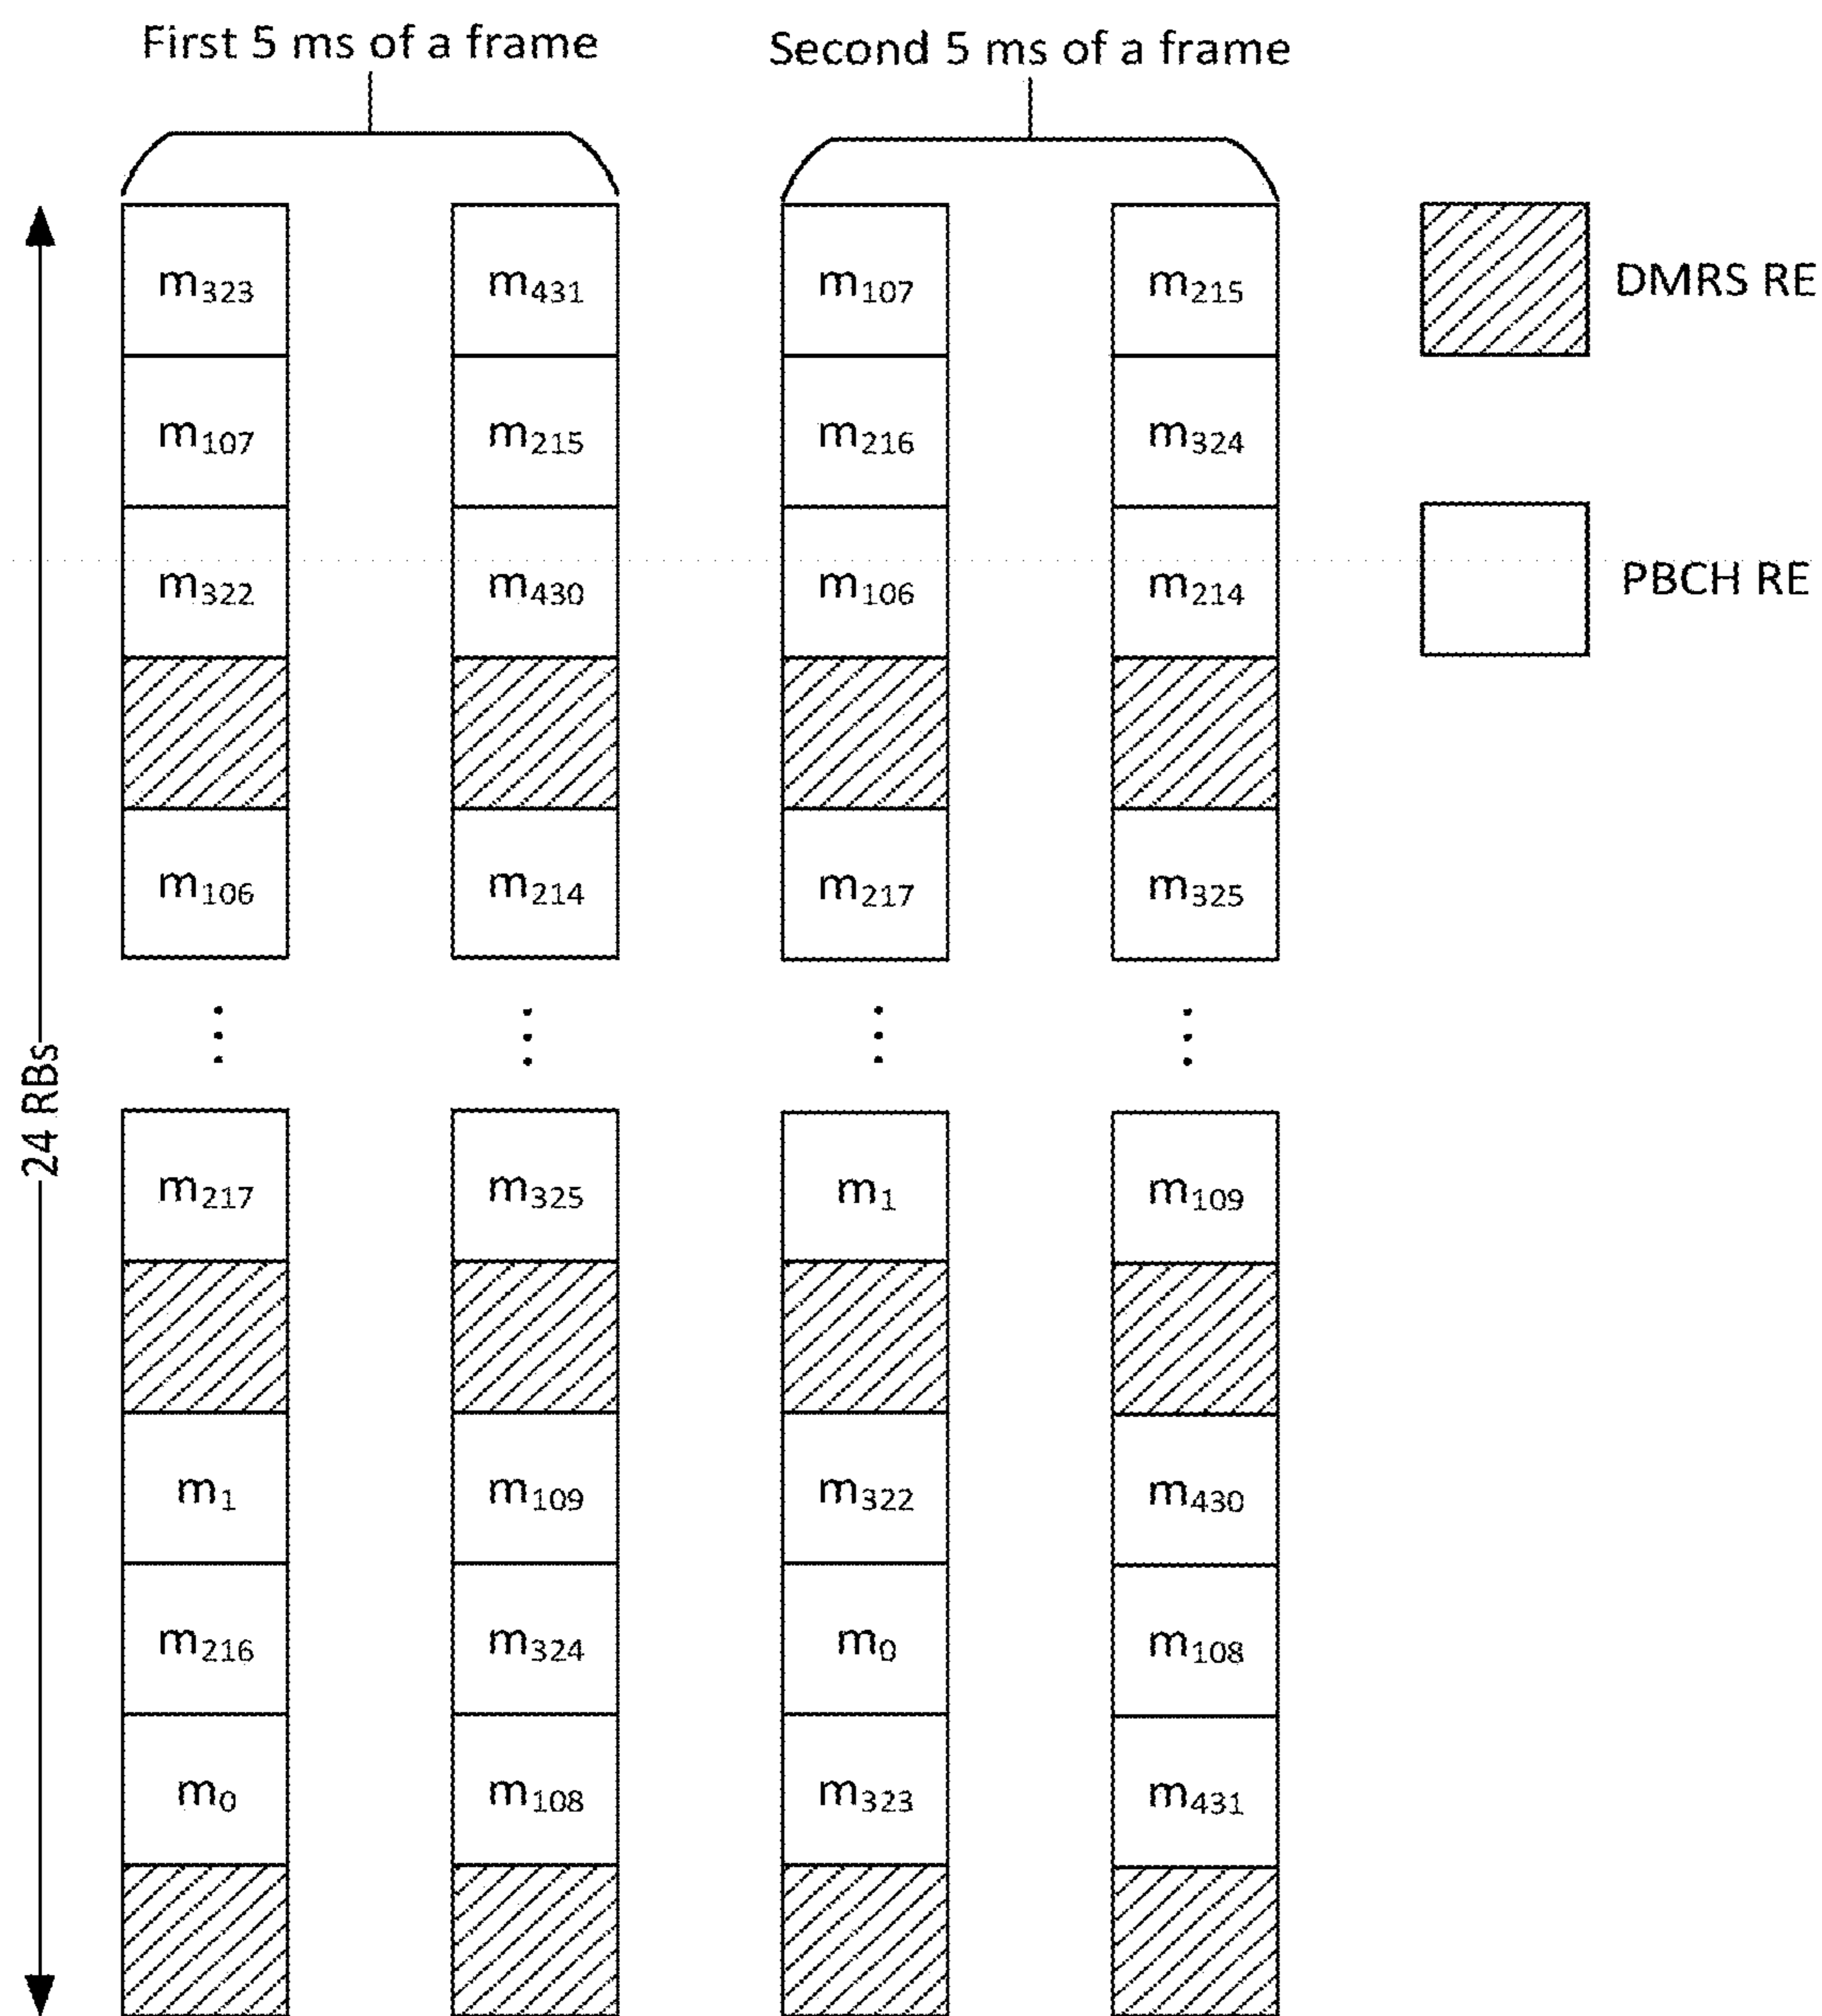 First 5 ms of a frame
Second 5 ms of a frame
m323 m431 m107 m215
DMRS RE
m107 m215 m216 m324
m322 m430 m106 m214
PBCH RE
m106 m214 m217 m325
⋮ ⋮ ⋮ ⋮
24 RBs
m217 m325 m1 m109
m1 m109 m322 m430
m216 m324 m0 m108
m0 m108 m323 m431